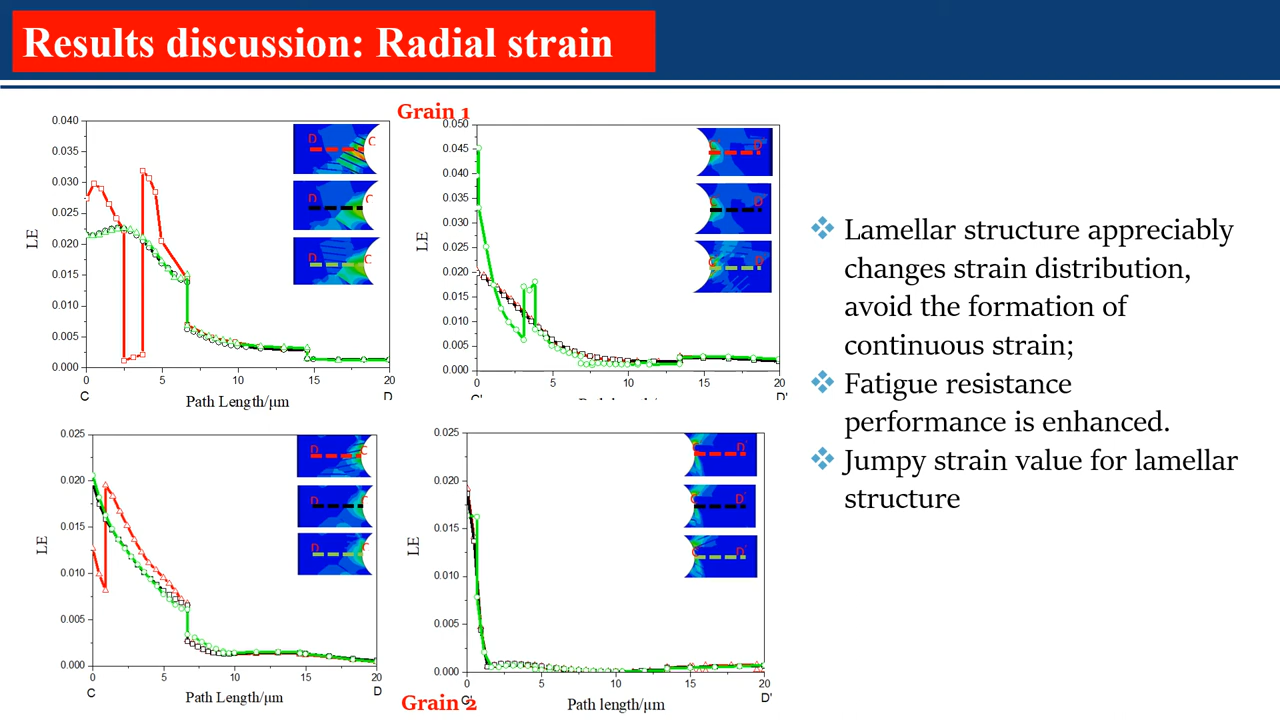 Results discussion: Radial strain
Grain 1
0.040
0.035
0.030
0.025
0.020
0.015
0.010
0.005
0.000
LE
0
5
10
15
20
C
Path Length/μm
D
D
C
D
C
D
C
0.050
0.045
0.040
0.035
0.030
0.025
0.020
0.015
0.010
0.005
0.000
LE
0
5
10
15
20
C'
D'
D'
D
D
0.025
0.020
0.015
0.010
0.005
0.000
LE
0
5
10
15
20
C
Path Length/μm
D
D
C
D
C
D
C
0.025
0.020
0.015
0.010
0.005
0.000
LE
0
5
10
15
20
C'
Path length/μm
D'
D'
D'
D'
Grain 2
Lamellar structure appreciably
changes strain distribution,
avoid the formation of
continuous strain;
Fatigue resistance
performance is enhanced.
Jumpy strain value for lamellar
structure